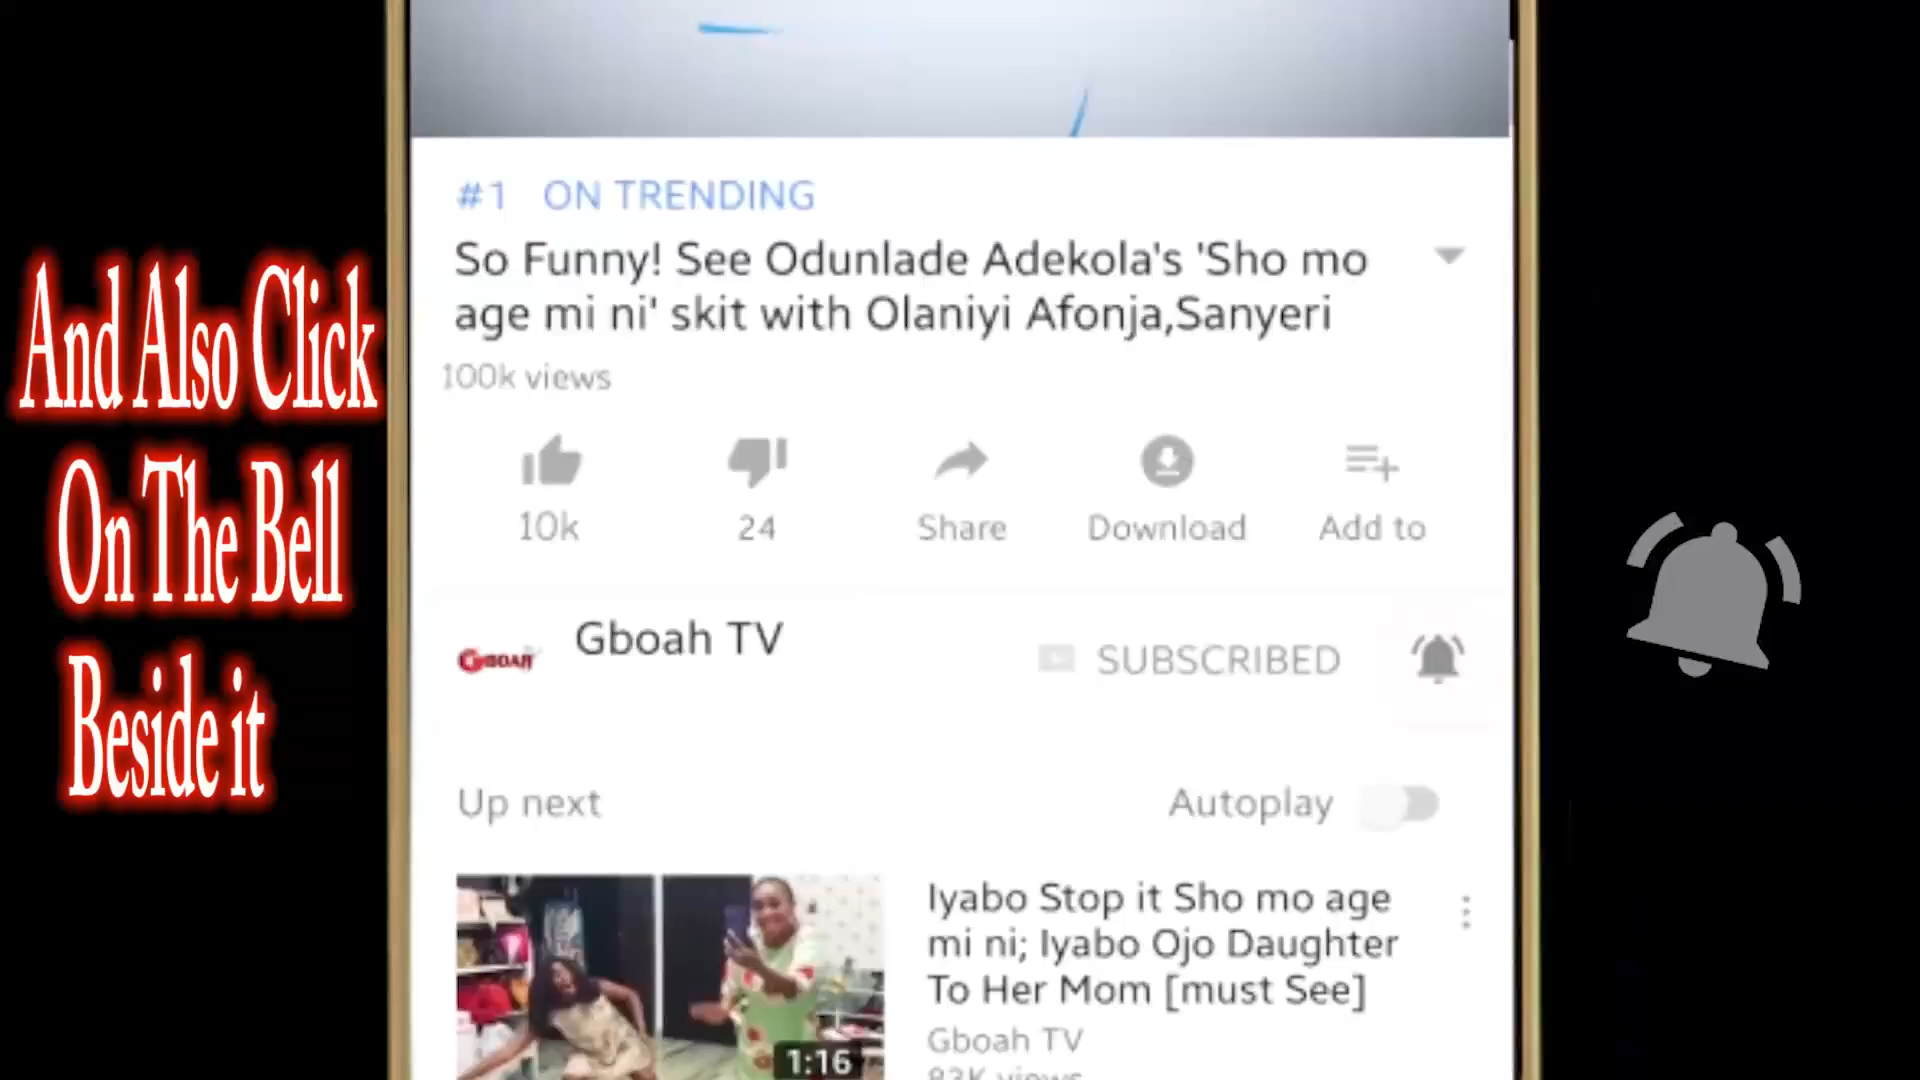 And Also Click
On The Bell
Beside it
#1 ON TRENDING
So Funny! See Odunlade Adekola's 'Sho mo
age mi ni' skit with Olaniyi Afonja,Sanyeri
100k views
10k
24
Share
Download
Add to
GBOAH
Gboah TV
SUBSCRIBED
Up next
Autoplay
Iyabo Stop it Sho mo age
mi ni; Iyabo Ojo Daughter
To Her Mom [must See]
Gboah TV
83K views
1:16